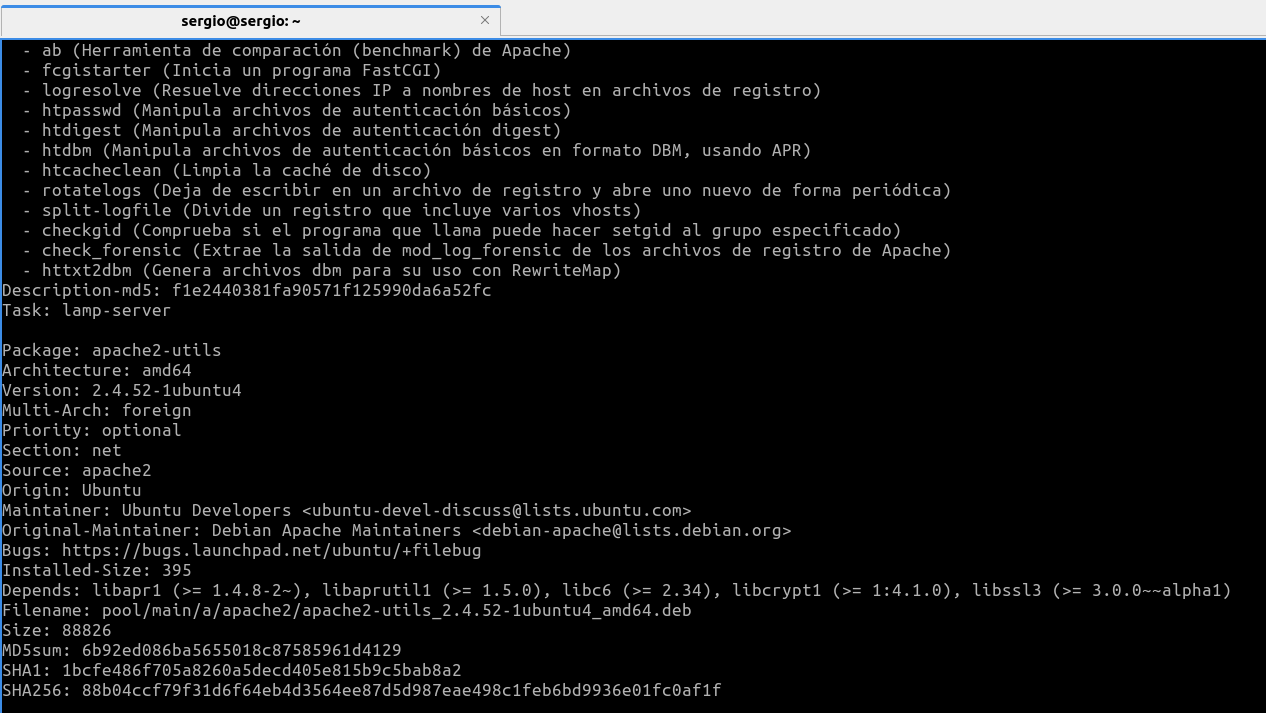 sergio@sergio: ~
- ab (Herramienta de comparación (benchmark) de Apache)
- fcgistarter (Inicia un programa FastCGI)
- logresolve (Resuelve direcciones IP a nombres de host en archivos de registro)
- htpasswd (Manipula archivos de autenticación básicos)
- htdigest (Manipula archivos de autenticación digest)
- htdbm (Manipula archivos de autenticación básicos en formato DBM, usando APR)
- htcacheclean (Limpia la caché de disco)
- rotatelogs (Deja de escribir en un archivo de registro y abre uno nuevo de forma periódica)
- split-logfile (Divide un registro que incluye varios vhosts)
- checkgid (Comprueba si el programa que llama puede hacer setgid al grupo especificado)
- check_forensic (Extrae la salida de mod_log_forensic de los archivos de registro de Apache)
- httxt2dbm (Genera archivos dbm para su uso con RewriteMap)
Description-md5: f1e2440381fa90571f125990da6a52fc
Task: lamp-server

Package: apache2-utils
Architecture: amd64
Version: 2.4.52-1ubuntu4
Multi-Arch: foreign
Priority: optional
Section: net
Source: apache2
Origin: Ubuntu
Maintainer: Ubuntu Developers <ubuntu-devel-discuss@lists.ubuntu.com>
Original-Maintainer: Debian Apache Maintainers <debian-apache@lists.debian.org>
Bugs: https://bugs.launchpad.net/ubuntu/+filebug
Installed-Size: 395
Depends: libapr1 (>= 1.4.8-2~), libaprutil1 (>= 1.5.0), libc6 (>= 2.34), libcrypt1 (>= 1:4.1.0), libssl3 (>= 3.0.0~~alpha1)
Filename: pool/main/a/apache2/apache2-utils_2.4.52-1ubuntu4_amd64.deb
Size: 88826
MD5sum: 6b92ed086ba5655018c87585961d4129
SHA1: 1bcfe486f705a8260a5decd405e815b9c5bab8a2
SHA256: 88b04ccf79f31d6f64eb4d3564ee87d5d987eae498c1feb6bd9936e01fc0af1f